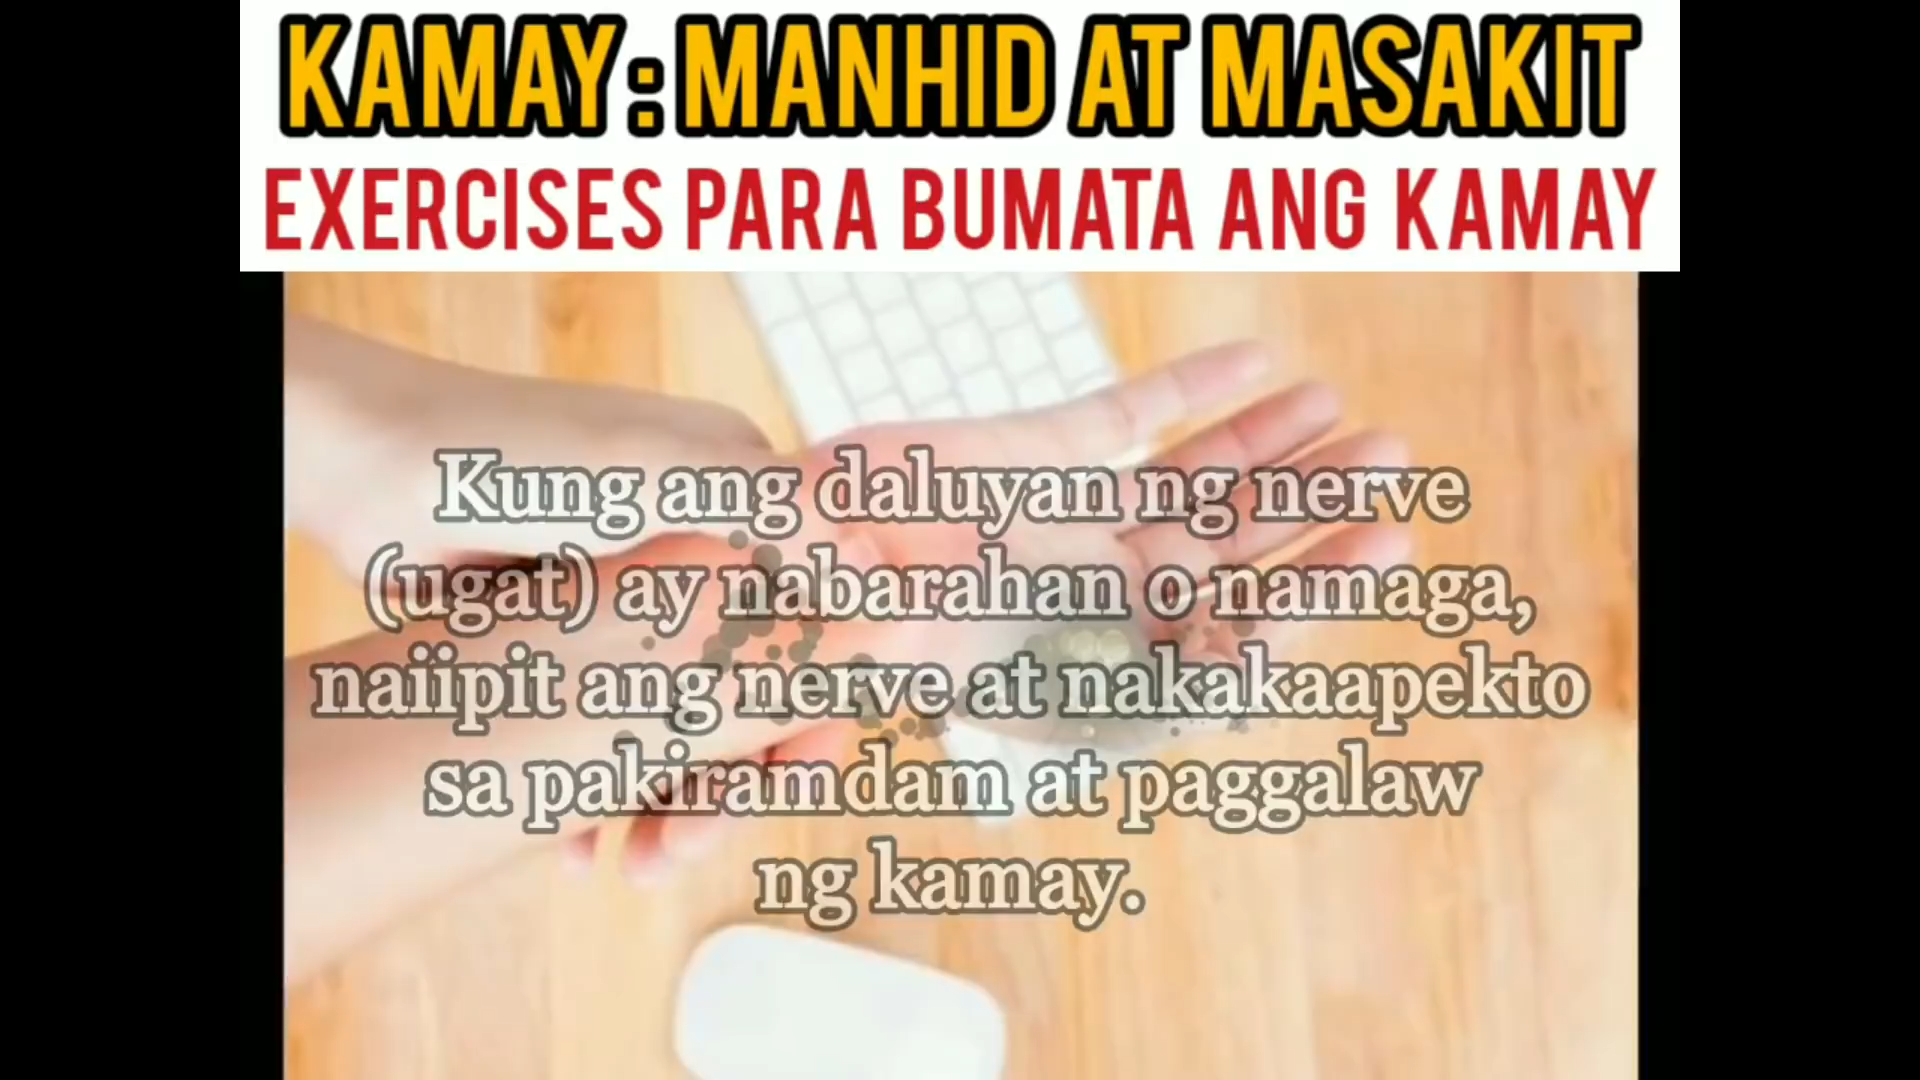 KAMAY: MANHID AT MASAKIT
EXERCISES PARA BUMATA ANG KAMAY
Kung ang daluyan ng nerve
(ugat) ay nabarahan o namaga,
naiipit ang nerve at nakakaapekto
sa pakiramdam at paggalaw
ng kamay.